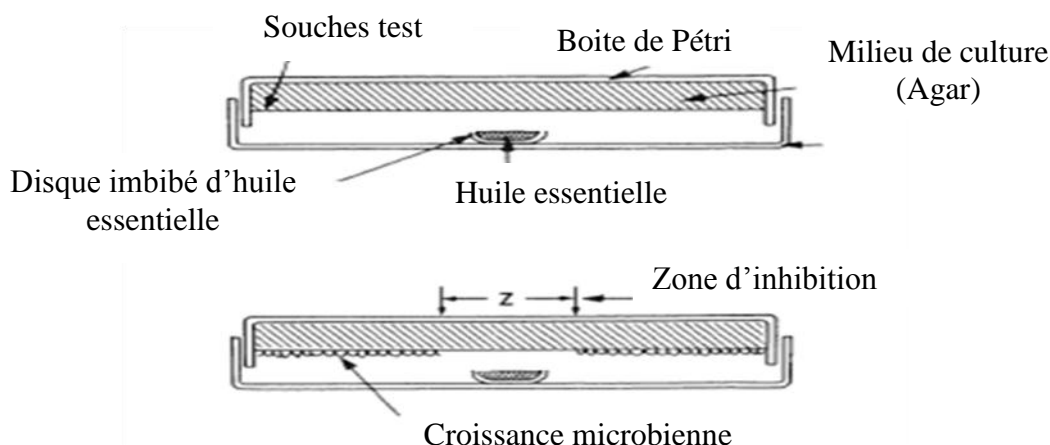 Souches test
Boite de Pétri
Milieu de culture
(Agar)
Disque imbibé d'huile
essentielle
Huile essentielle
Zone d'inhibition
z
Croissance microbienne